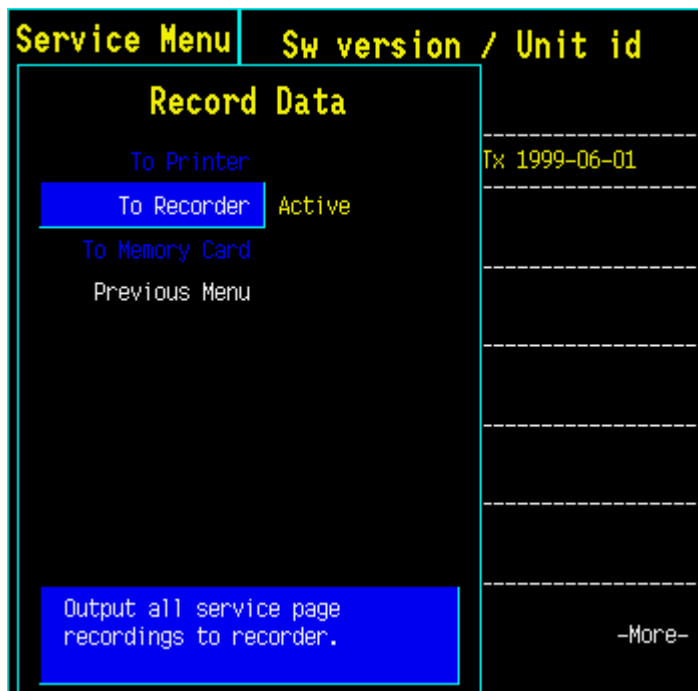 Service Menu
Sw version / Unit id
Record Data
To Printer
Tx 1999-06-01
To Recorder
Active
To Memory Card
Previous Menu
Output all service page
recordings to recorder.
-More-